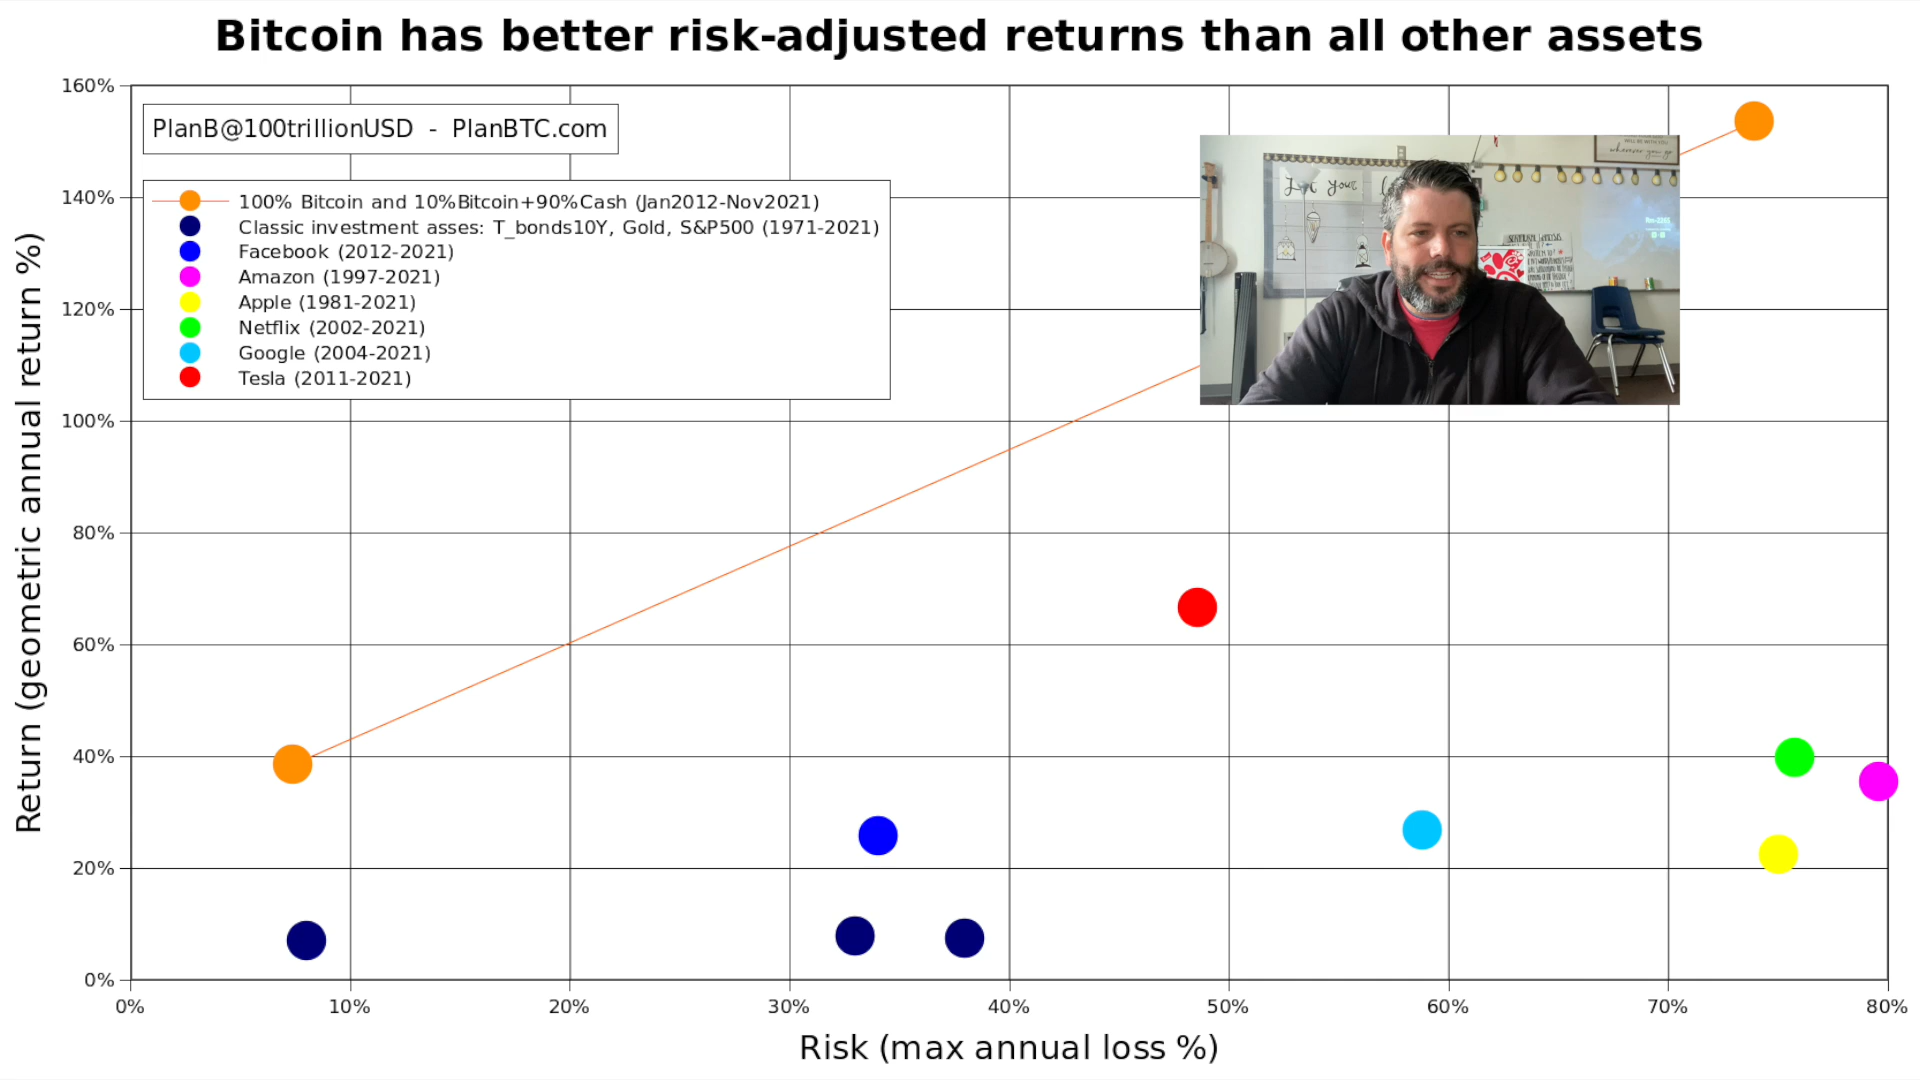 Bitcoin has better risk-adjusted returns than all other assets
160%
140%
120%
100%
80%
60%
40%
20%
0%
Return (geometric annual return %)
PlanB@100trillionUSD - PlanBTC.com
100% Bitcoin and 10%Bitcoin+90%Cash (Jan2012-Nov2021)
Classic investment asses: T_bonds10Y, Gold, S&P500 (1971-2021)
Facebook (2012-2021)
Amazon (1997-2021)
Apple (1981-2021)
Netflix (2002-2021)
Google (2004-2021)
Tesla (2011-2021)
0%
10%
20%
30%
40%
50%
60%
70%
80%
Risk (max annual loss %)